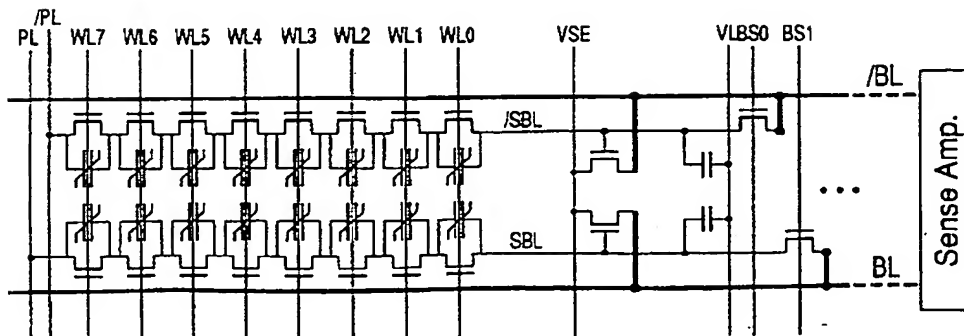 /PL
PL WL7 WL6 WL5 WL4 WL3 WL2 WL1 WL0 VSE VLBS0 BS1
/BL
/SBL
SBL
BL
Sense Amp.